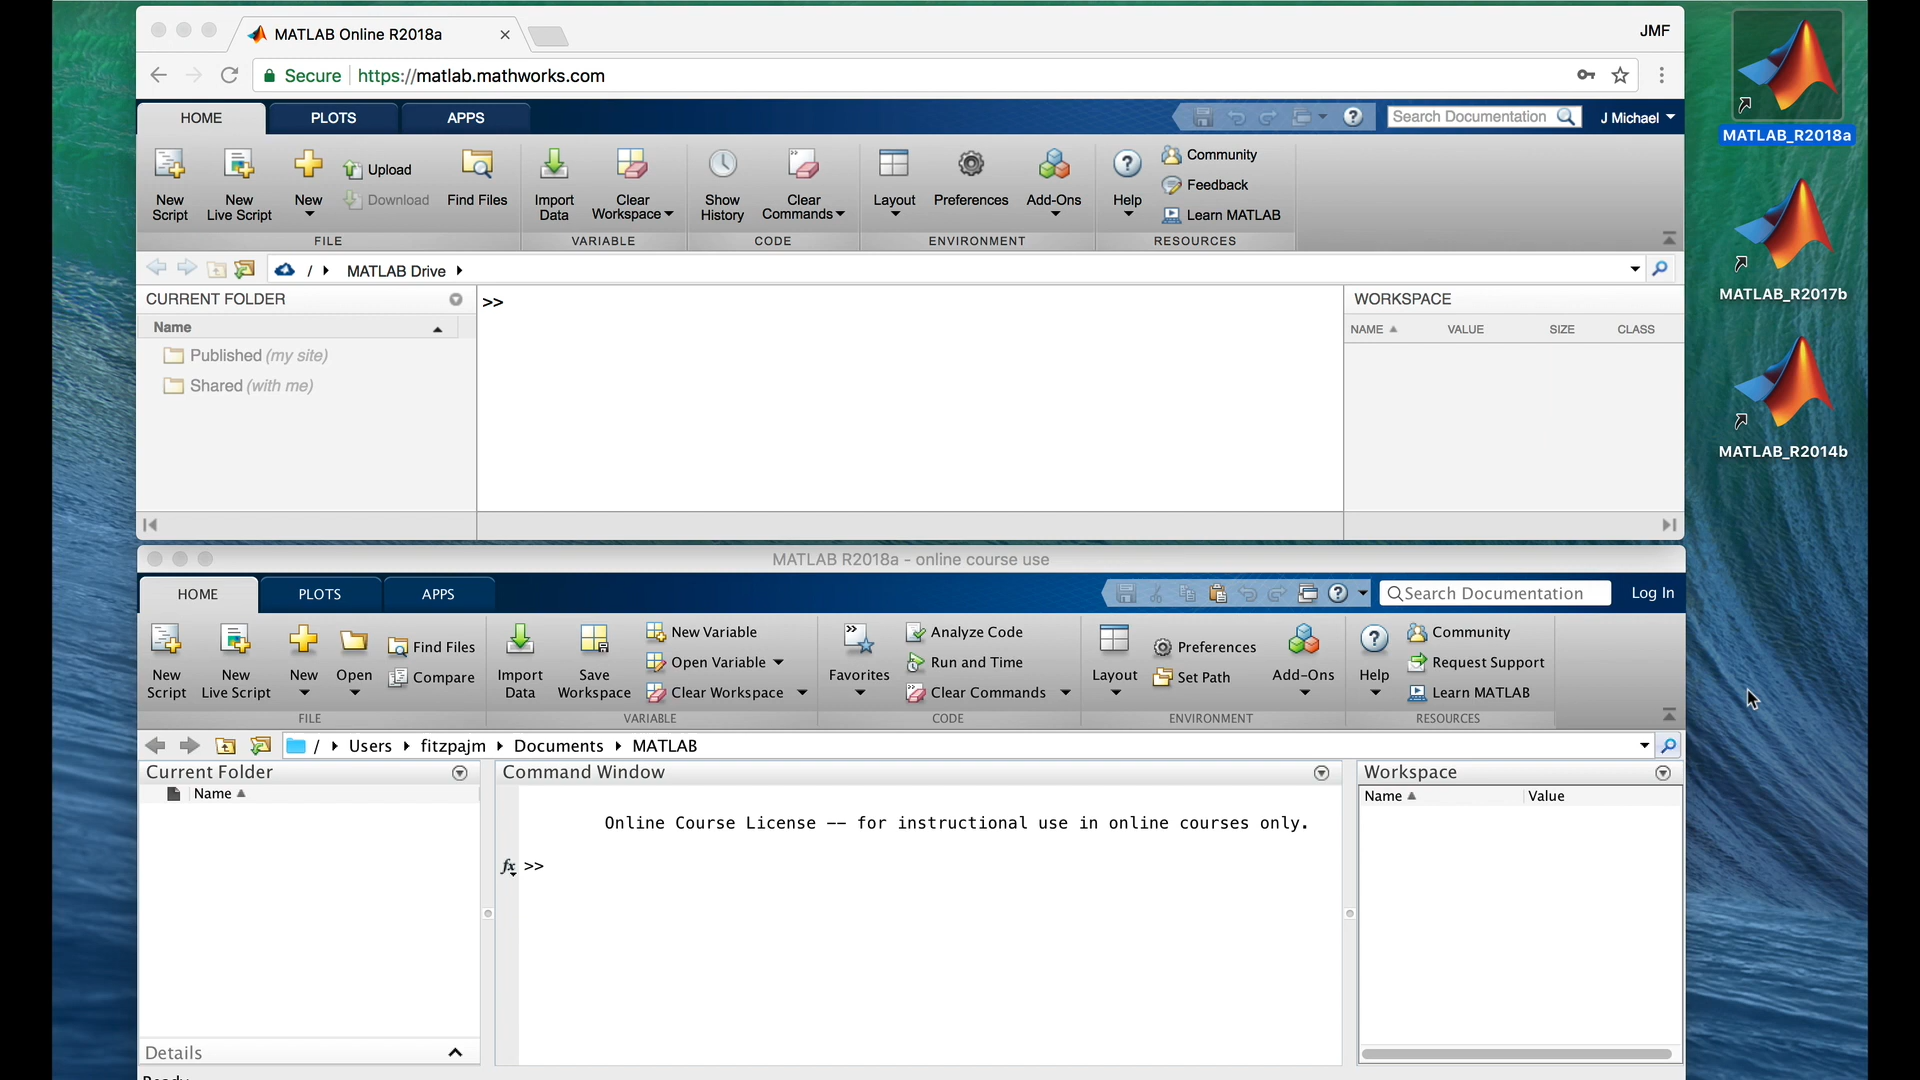 MATLAB Online R2018a
JMF
Secure https://matlab.mathworks.com
HOME PLOTS APPS
Search Documentation J Michael
New Script
New Live Script
New
Upload
Download
Find Files
Import Data
Clear Workspace
Show History
Clear Commands
Layout
Preferences
Add-Ons
Help
Community
Feedback
Learn MATLAB
FILE VARIABLE CODE ENVIRONMENT RESOURCES
/ MATLAB Drive
CURRENT FOLDER
Name
Published (my site)
Shared (with me)
>>
WORKSPACE
NAME VALUE SIZE CLASS
MATLAB_R2018a
MATLAB_R2017b
MATLAB_R2014b
MATLAB R2018a - online course use
HOME PLOTS APPS
Search Documentation Log In
New Script
New Live Script
New
Open
Find Files
Compare
Import Data
Save Workspace
New Variable
Open Variable
Clear Workspace
Favorites
Analyze Code
Run and Time
Clear Commands
Layout
Preferences
Set Path
Add-Ons
Help
Community
Request Support
Learn MATLAB
FILE VARIABLE CODE ENVIRONMENT RESOURCES
/ Users fitzpajm Documents MATLAB
Current Folder
Name
Details
Command Window
Online Course License -- for instructional use in online courses only.
fx >>
Workspace
Name Value
Ready